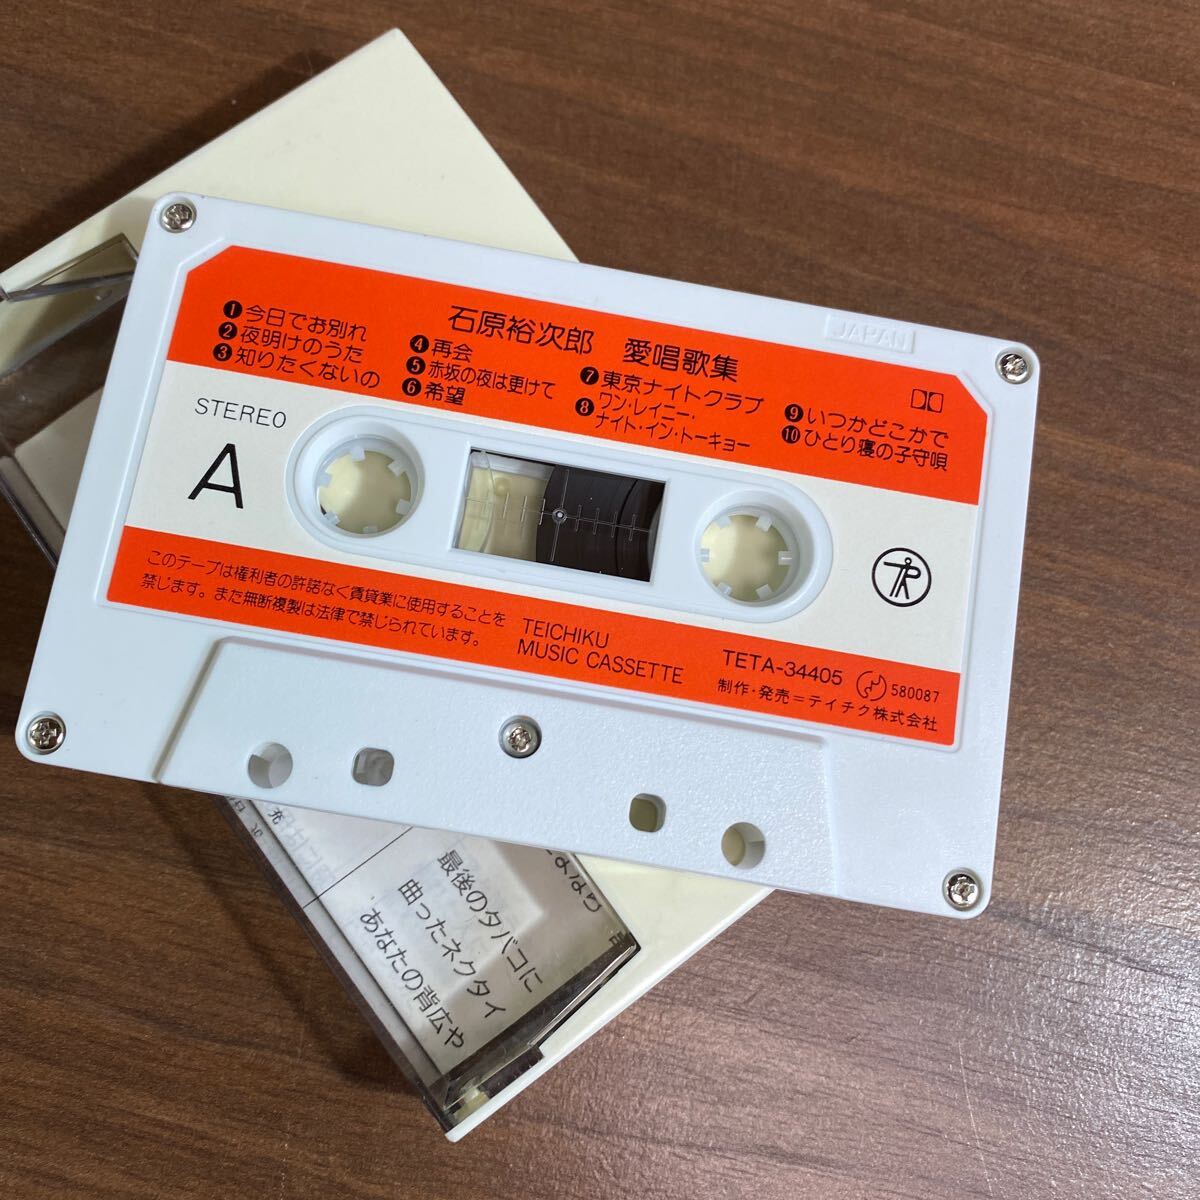 石原裕次郎 愛唱歌集
❶今日でお別れ
❷夜明けのうた
❸知りたくないの
❹再会
❺赤坂の夜は更けて
❻希望
❼東京ナイトクラブ
❽ワン・レイニー・
ナイト・イン・トーキョー
❾いつかどこかで
❿ひとり寝の子守唄
JAPAN
STEREO
A
このテープは権利者の許諾なく賃貸業に使用することを
禁じます。また無断複製は法律で禁じられています。
TEICHIKU
MUSIC CASSETTE
TETA-34405
580087
制作・発売=テイチク株式会社
最後のタバコに
曲ったネクタイ
あなたの背広や